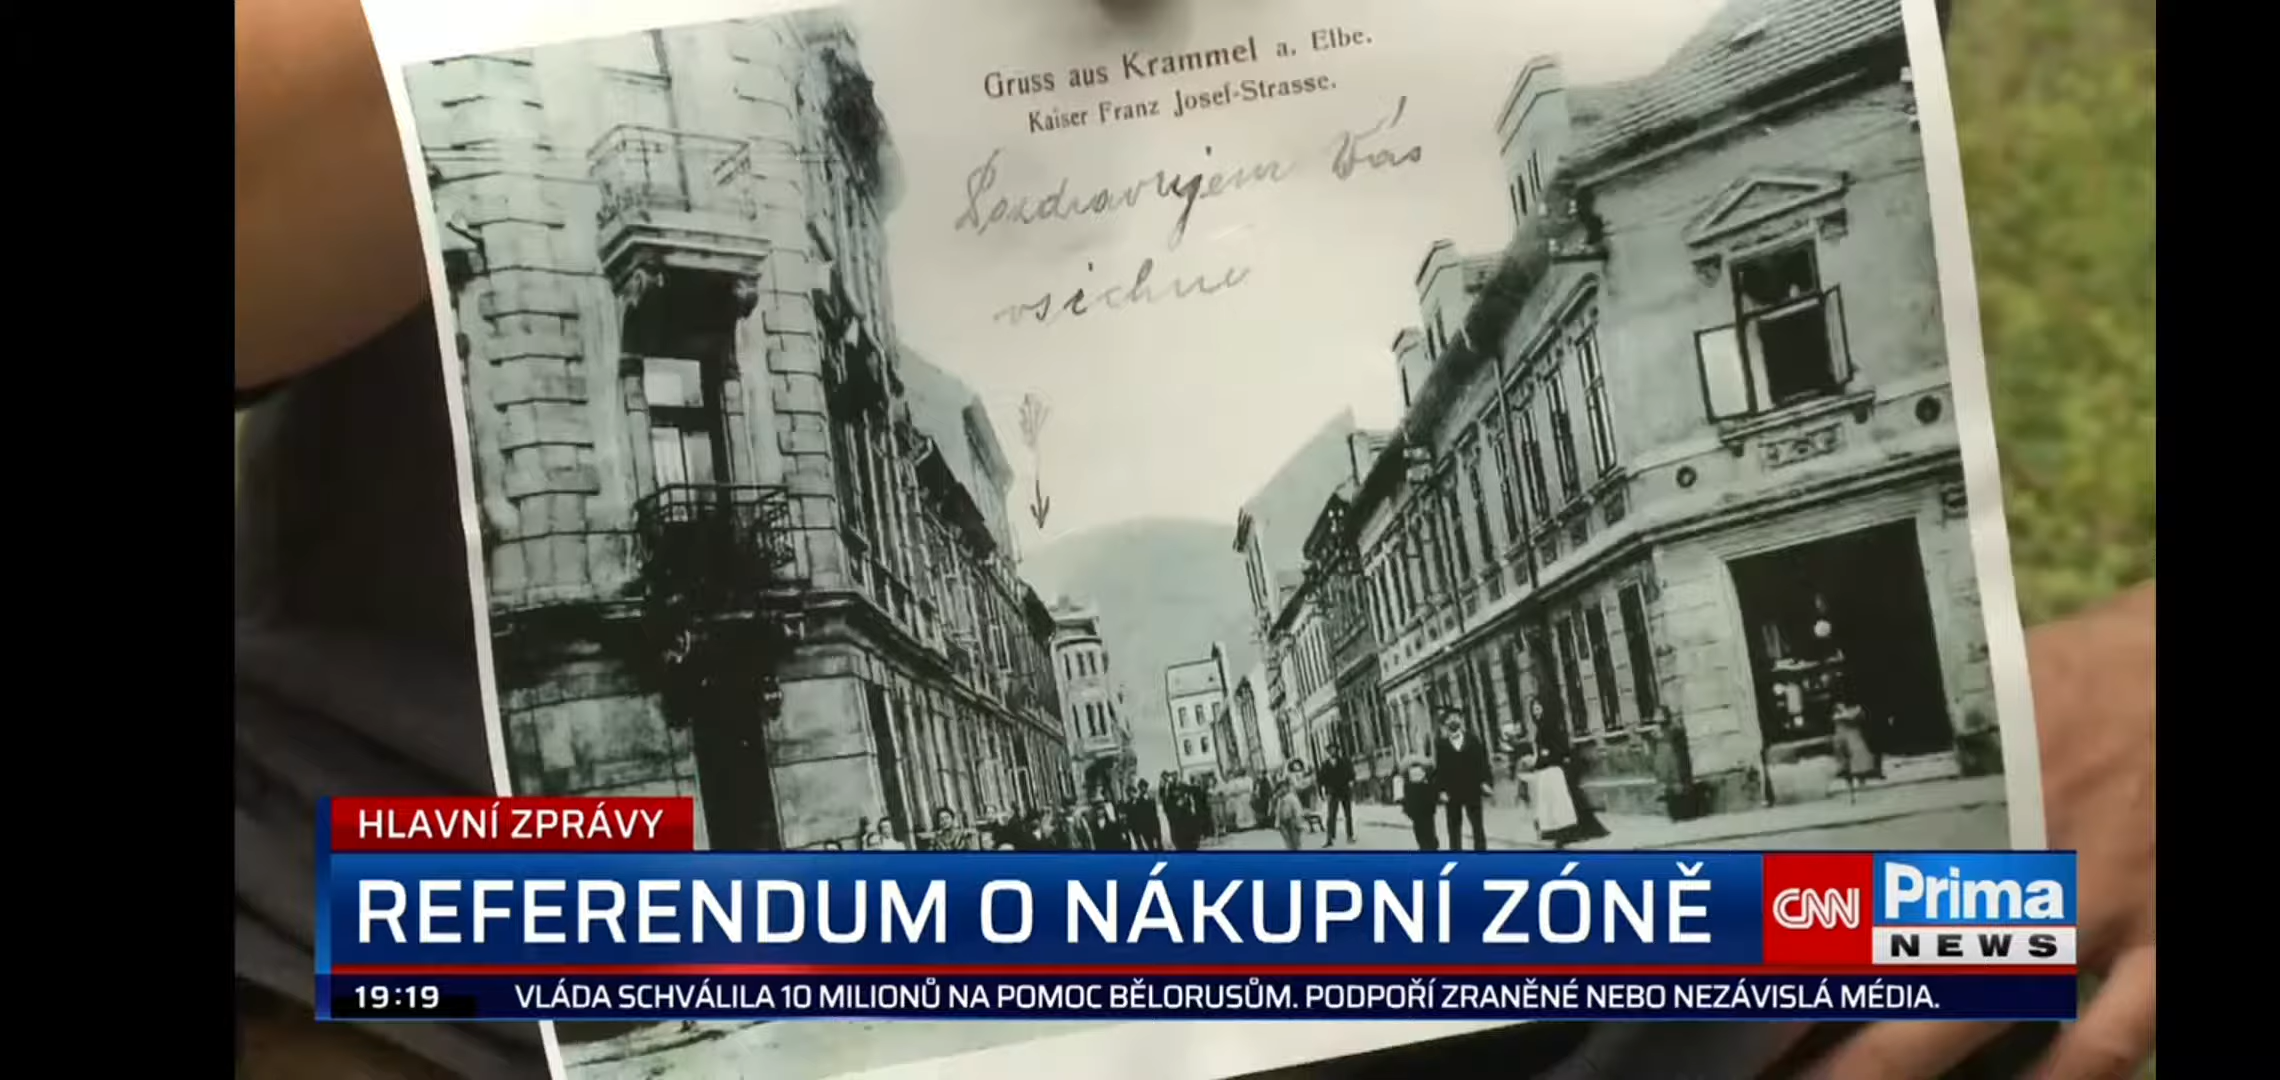 Gruss aus Krammel a. Elbe.
Kaiser Franz Josef-Strasse.
Pozdravujem Vás
všichni
HLAVNÍ ZPRÁVY
REFERENDUM O NÁKUPNÍ ZÓNĚ
CNN Prima
NEWS
19:19 VLÁDA SCHVÁLILA 10 MILIONŮ NA POMOC BĚLORUSŮM. PODPOŘÍ ZRANĚNÉ NEBO NEZÁVISLÁ MÉDIA.